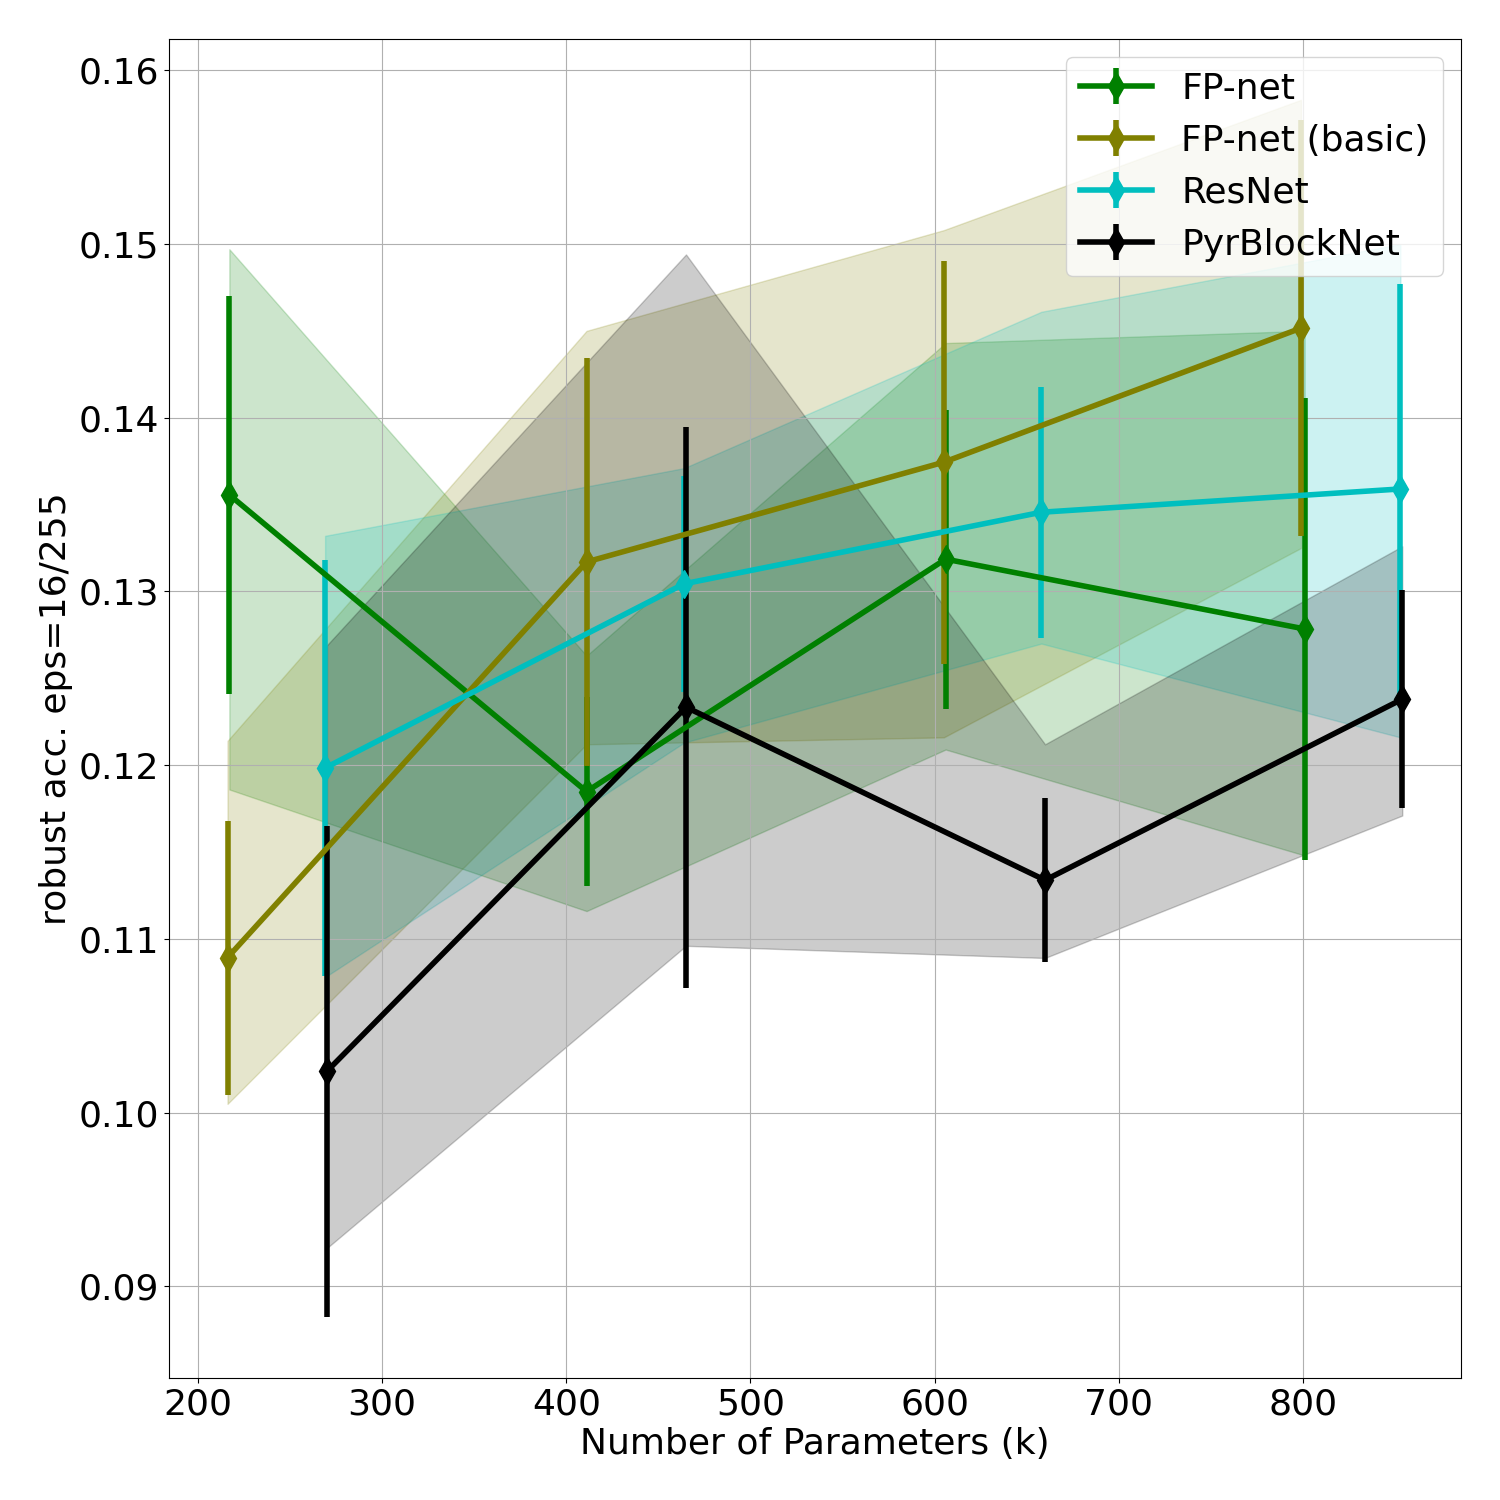 0.16
0.15
0.14
0.13
0.12
0.11
0.10
0.09
robust acc. eps=16/255
FP-net
FP-net (basic)
ResNet
PyrBlockNet
200 300 400 500 600 700 800
Number of Parameters (k)